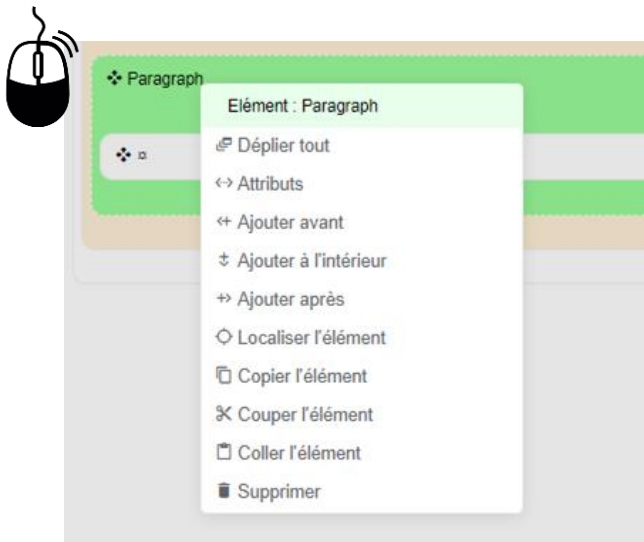 Paragraph
Elément : Paragraph
¤
Déplier tout
Attributs
Ajouter avant
Ajouter à l'intérieur
Ajouter après
Localiser l'élément
Copier l'élément
Couper l'élément
Coller l'élément
Supprimer